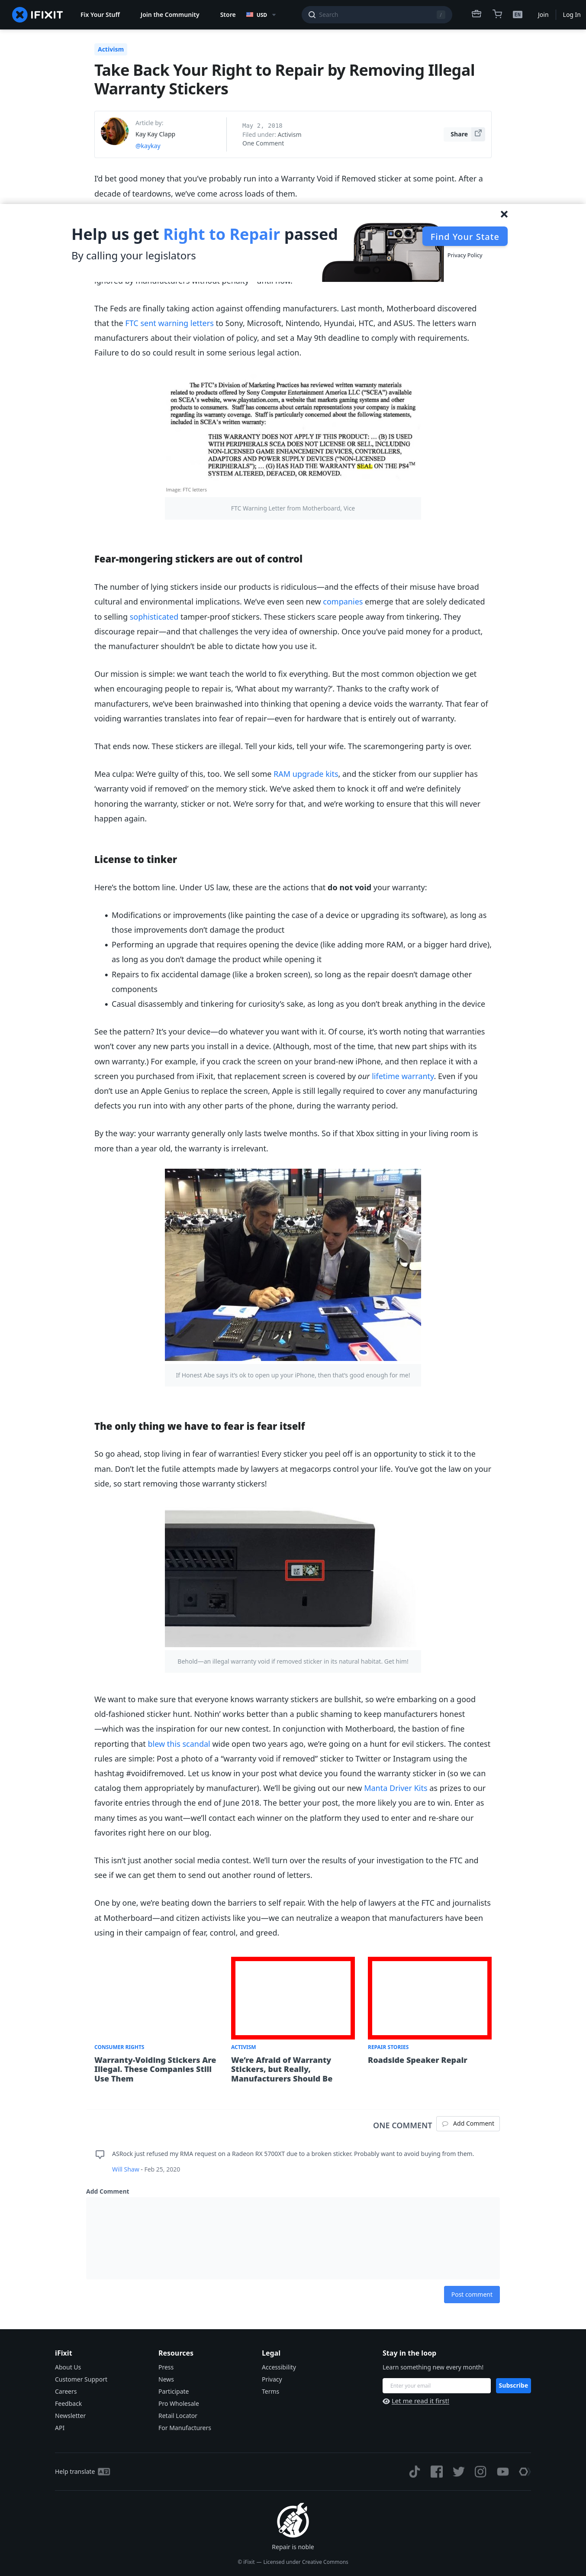 IFIXIT
Fix Your Stuff
Join the Community
Store
USD
Search
/
EN
Join
Log In
Activism
Take Back Your Right to Repair by Removing Illegal
Warranty Stickers
Article by:
Kay Kay Clapp
@kaykay
May 2, 2018
Filed under: Activism
One Comment
Share
I’d bet good money that you’ve probably run into a Warranty Void if Removed sticker at some point. After a
decade of teardowns, we’ve come across loads of them.
Help us get Right to Repair passed
By calling your legislators
Find Your State
Privacy Policy
ignored by manufacturers without penalty—until now.
The Feds are finally taking action against offending manufacturers. Last month, Motherboard discovered
that the FTC sent warning letters to Sony, Microsoft, Nintendo, Hyundai, HTC, and ASUS. The letters warn
manufacturers about their violation of policy, and set a May 9th deadline to comply with requirements.
Failure to do so could result in some serious legal action.
The FTC’s Division of Marketing Practices has reviewed written warranty materials
related to products offered by Sony Computer Entertainment America LLC (“SCEA”) available
on SCEA’s website, www.playstation.com, a website that markets gaming systems and other
products to consumers. Staff is concerned about certain company representations your company is making
regarding its warranty coverage. Staff is particularly concerned about the following statements,
included in SCEA’s written warranty:
THIS WARRANTY DOES NOT APPLY IF THIS PRODUCT: … (B) IS USED
WITH PERIPHERALS SCEA DOES NOT LICENSE OR SELL, INCLUDING
NON-LICENSED GAME ENHANCEMENT DEVICES, CONTROLLERS,
ADAPTORS AND POWER SUPPLY DEVICES (“NON-LICENSED
PERIPHERALS”); … (G) HAS HAD THE WARRANTY SEAL ON THE PS4™
SYSTEM ALTERED, DEFACED, OR REMOVED.
Image: FTC letters
FTC Warning Letter from Motherboard, Vice
Fear-mongering stickers are out of control
The number of lying stickers inside our products is ridiculous—and the effects of their misuse have broad
cultural and environmental implications. We’ve even seen new companies emerge that are solely dedicated
to selling sophisticated tamper-proof stickers. These stickers scare people away from tinkering. They
discourage repair—and that challenges the very idea of ownership. Once you’ve paid money for a product,
the manufacturer shouldn’t be able to dictate how you use it.
Our mission is simple: we want teach the world to fix everything. But the most common objection we get
when encouraging people to repair is, ‘What about my warranty?’. Thanks to the crafty work of
manufacturers, we’ve been brainwashed into thinking that opening a device voids the warranty. That fear of
voiding warranties translates into fear of repair—even for hardware that is entirely out of warranty.
That ends now. These stickers are illegal. Tell your kids, tell your wife. The scaremongering party is over.
Mea culpa: We’re guilty of this, too. We sell some RAM upgrade kits, and the sticker from our supplier has
‘warranty void if removed’ on the memory stick. We’ve asked them to knock it off and we’re definitely
honoring the warranty, sticker or not. We’re sorry for that, and we’re working to ensure that this will never
happen again.
License to tinker
Here’s the bottom line. Under US law, these are the actions that do not void your warranty:
• Modifications or improvements (like painting the case of a device or upgrading its software), as long as
those improvements don’t damage the product
• Performing an upgrade that requires opening the device (like adding more RAM, or a bigger hard drive),
as long as you don’t damage the product while opening it
• Repairs to fix accidental damage (like a broken screen), so long as the repair doesn’t damage other
components
• Casual disassembly and tinkering for curiosity’s sake, as long as you don’t break anything in the device
See the pattern? It’s your device—do whatever you want with it. Of course, it’s worth noting that warranties
won’t cover any new parts you install in a device. (Although, most of the time, that new part ships with its
own warranty.) For example, if you crack the screen on your brand-new iPhone, and then replace it with a
screen you purchased from iFixit, that replacement screen is covered by our lifetime warranty. Even if you
don’t use an Apple Genius to replace the screen, Apple is still legally required to cover any manufacturing
defects you run into with any other parts of the phone, during the warranty period.
By the way: your warranty generally only lasts twelve months. So if that Xbox sitting in your living room is
more than a year old, the warranty is irrelevant.
If Honest Abe says it’s ok to open up your iPhone, then that’s good enough for me!
The only thing we have to fear is fear itself
So go ahead, stop living in fear of warranties! Every sticker you peel off is an opportunity to stick it to the
man. Don’t let the futile attempts made by lawyers at megacorps control your life. You’ve got the law on your
side, so start removing those warranty stickers!
Behold—an illegal warranty void if removed sticker in its natural habitat. Get him!
We want to make sure that everyone knows warranty stickers are bullshit, so we’re embarking on a good
old-fashioned sticker hunt. Nothin’ works better than a public shaming to keep manufacturers honest
—which was the inspiration for our new contest. In conjunction with Motherboard, the bastion of fine
reporting that blew this scandal wide open two years ago, we’re going on a hunt for evil stickers. The contest
rules are simple: Post a photo of a “warranty void if removed” sticker to Twitter or Instagram using the
hashtag #voidifremoved. Let us know in your post what device you found the warranty sticker in (so we can
catalog them appropriately by manufacturer). We’ll be giving out our new Manta Driver Kits as prizes to our
favorite entries through the end of June 2018. The better your post, the more likely you are to win. Enter as
many times as you want—we’ll contact each winner on the platform they used to enter and re-share our
favorites right here on our blog.
This isn’t just another social media contest. We’ll turn over the results of your investigation to the FTC and
see if we can get them to send out another round of letters.
One by one, we’re beating down the barriers to self repair. With the help of lawyers at the FTC and journalists
at Motherboard—and citizen activists like you—we can neutralize a weapon that manufacturers have been
using in their campaign of fear, control, and greed.
CONSUMER RIGHTS
Warranty-Voiding Stickers Are
Illegal. These Companies Still
Use Them
ACTIVISM
We’re Afraid of Warranty
Stickers, but Really,
Manufacturers Should Be
REPAIR STORIES
Roadside Speaker Repair
ONE COMMENT
Add Comment
ASRock just refused my RMA request on a Radeon RX 5700XT due to a broken sticker. Probably want to avoid buying from them.
Will Shaw - Feb 25, 2020
Add Comment
Post comment
iFixit
About Us
Customer Support
Careers
Feedback
Newsletter
API
Resources
Press
News
Participate
Pro Wholesale
Retail Locator
For Manufacturers
Legal
Accessibility
Privacy
Terms
Stay in the loop
Learn something new every month!
Enter your email
Subscribe
Let me read it first!
Help translate
Repair is noble
© iFixit — Licensed under Creative Commons